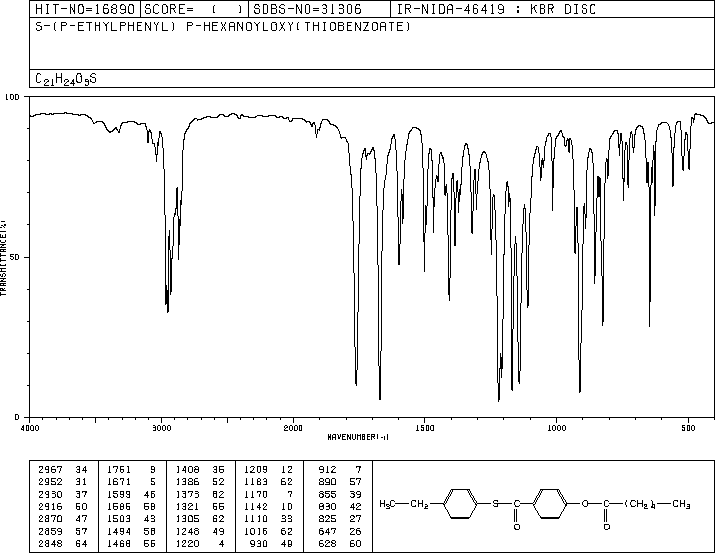 HIT-NO=16890 SCORE= ( ) SDBS-NO=31306 IR-NIDA-46419 : KBR DISC
S-(P-ETHYLPHENYL) P-HEXANOYLOXY(THIOBENZOATE)
C21H24O3S
100
50
0
TRANSMITTANCE(%)
4000 3000 2000 1500 1000 500
WAVENUMBER(-1)
2967 34 1761 9 1408 35 1209 12 912 7
2952 31 1671 5 1386 52 1183 62 890 57
2930 37 1599 46 1373 62 1170 7 855 39
2916 60 1586 58 1321 55 1142 10 830 42
2870 47 1503 43 1305 62 1110 33 825 27
2859 57 1494 58 1248 49 1016 62 647 26
2848 64 1468 55 1220 4 930 49 628 60
H3C—CH2 S—C O—C (CH2)4—CH3
O O